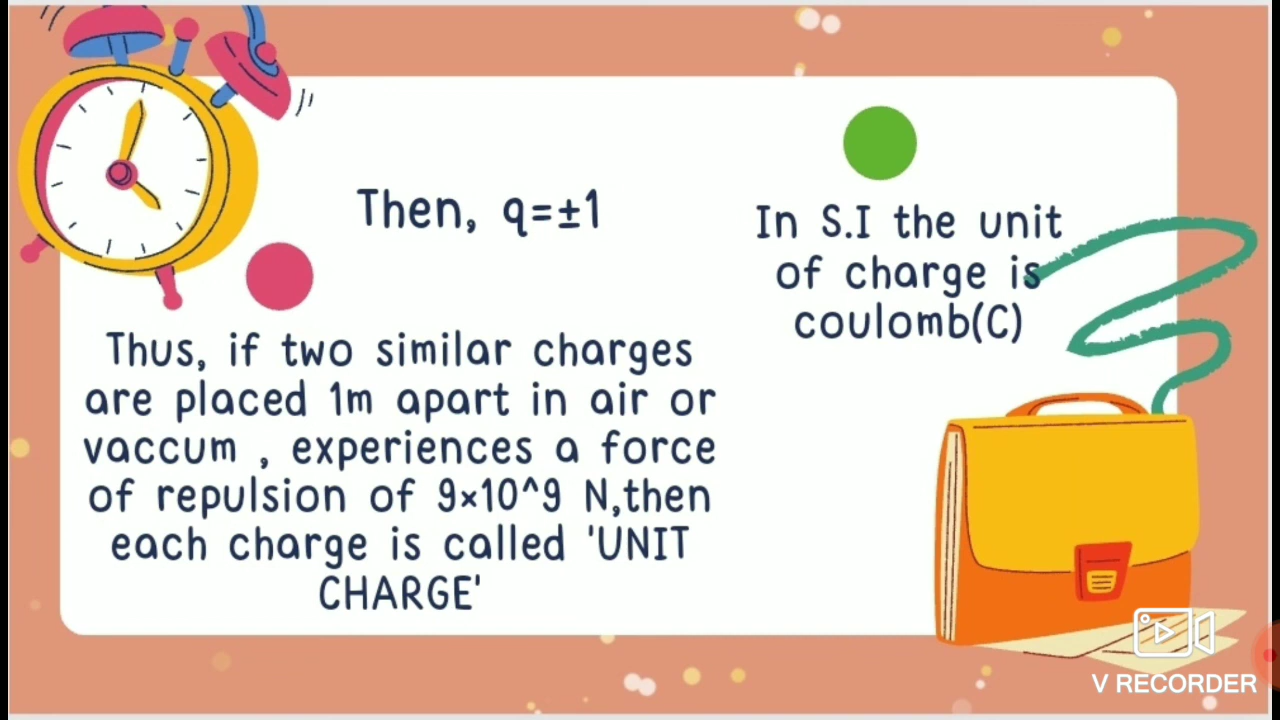 Then, q=±1
Thus, if two similar charges
are placed 1m apart in air or
vaccum , experiences a force
of repulsion of 9×10^9 N,then
each charge is called 'UNIT
CHARGE'
In S.I the unit
of charge is
coulomb(C)
V RECORDER